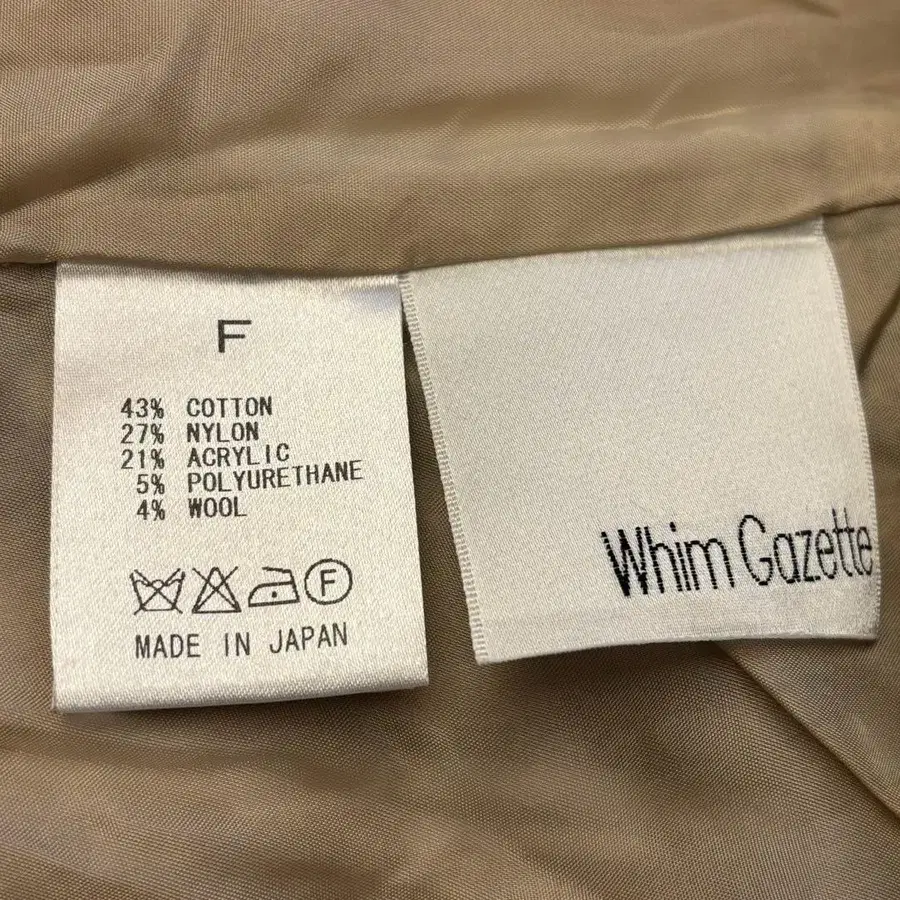 F
43% COTTON
27% NYLON
21% ACRYLIC
5% POLYURETHANE
4% WOOL
F
MADE IN JAPAN
Whim Gazette